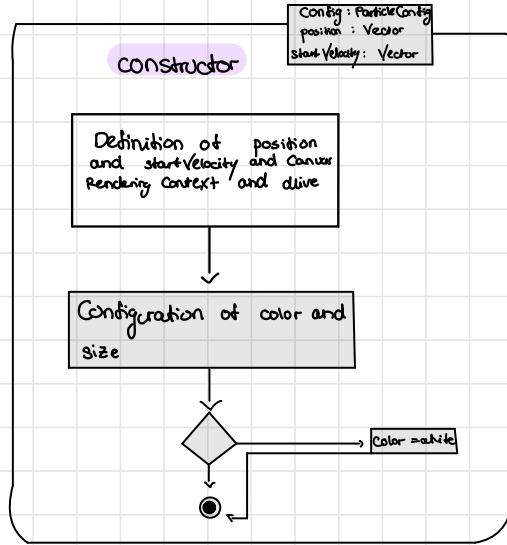 Config : ParticleConfig
position : Vector
startVelocity : Vector
constructor
Definition of position
and startVelocity and Canvas
Rendering Context and alive
Configuration of color and
size
color = white